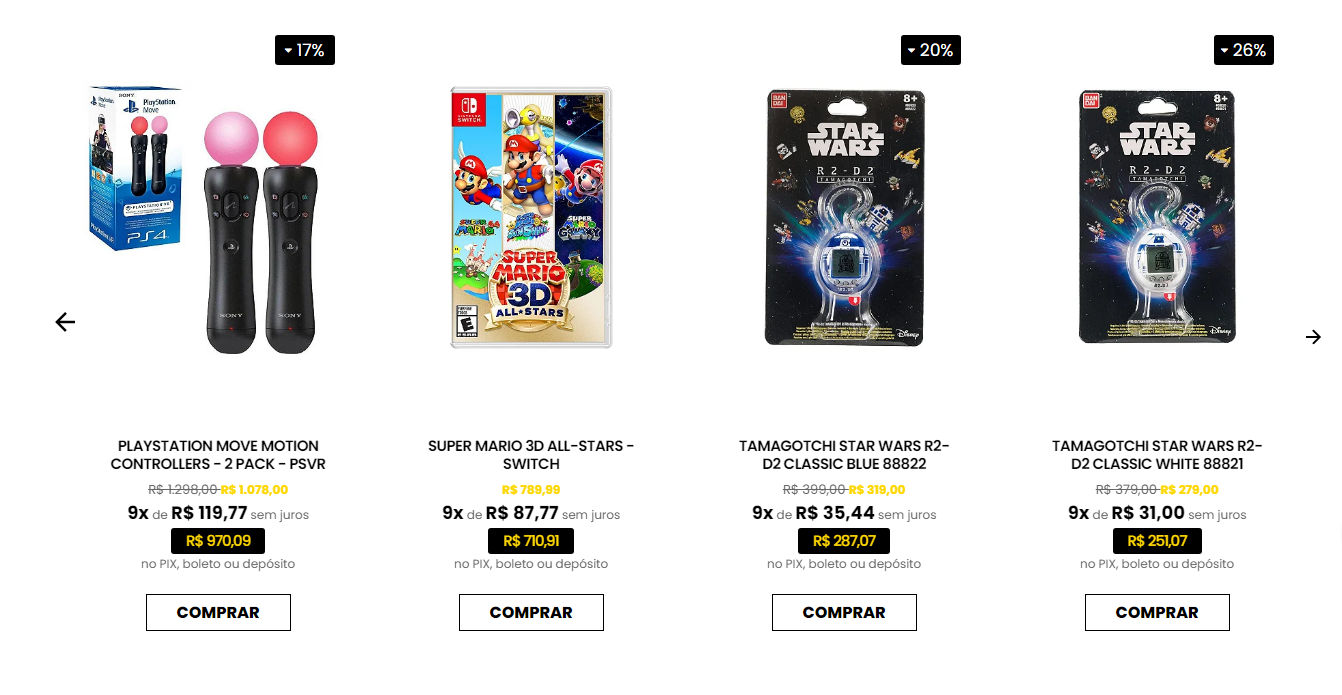 17%
20%
26%
SONY
PlayStation
Move
PS4
SONY
SONY
NINTENDO
SWITCH
SUPER
MARIO
64
SUPER
MARIO
SUNSHINE
SUPER
MARIO
GALAXY
SUPER
MARIO
3D
ALL★STARS
E
BAN
DAI
8+
STAR
WARS
R2-D2
TAMAGOTCHI
Disney
BAN
DAI
8+
STAR
WARS
R2-D2
TAMAGOTCHI
Disney
PLAYSTATION MOVE MOTION
CONTROLLERS - 2 PACK - PSVR
R$ 1.298,00 R$ 1.078,00
9x de R$ 119,77 sem juros
R$ 970,09
no PIX, boleto ou depósito
COMPRAR
SUPER MARIO 3D ALL-STARS -
SWITCH
R$ 789,99
9x de R$ 87,77 sem juros
R$ 710,91
no PIX, boleto ou depósito
COMPRAR
TAMAGOTCHI STAR WARS R2-
D2 CLASSIC BLUE 88822
R$ 399,00 R$ 319,00
9x de R$ 35,44 sem juros
R$ 287,07
no PIX, boleto ou depósito
COMPRAR
TAMAGOTCHI STAR WARS R2-
D2 CLASSIC WHITE 88821
R$ 379,00 R$ 279,00
9x de R$ 31,00 sem juros
R$ 251,07
no PIX, boleto ou depósito
COMPRAR